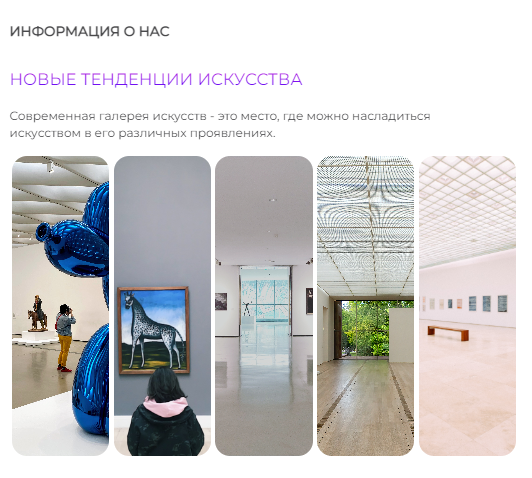 ИНФОРМАЦИЯ О НАС
НОВЫЕ ТЕНДЕНЦИИ ИСКУССТВА
Современная галерея искусств - это место, где можно насладиться
искусством в его различных проявлениях.